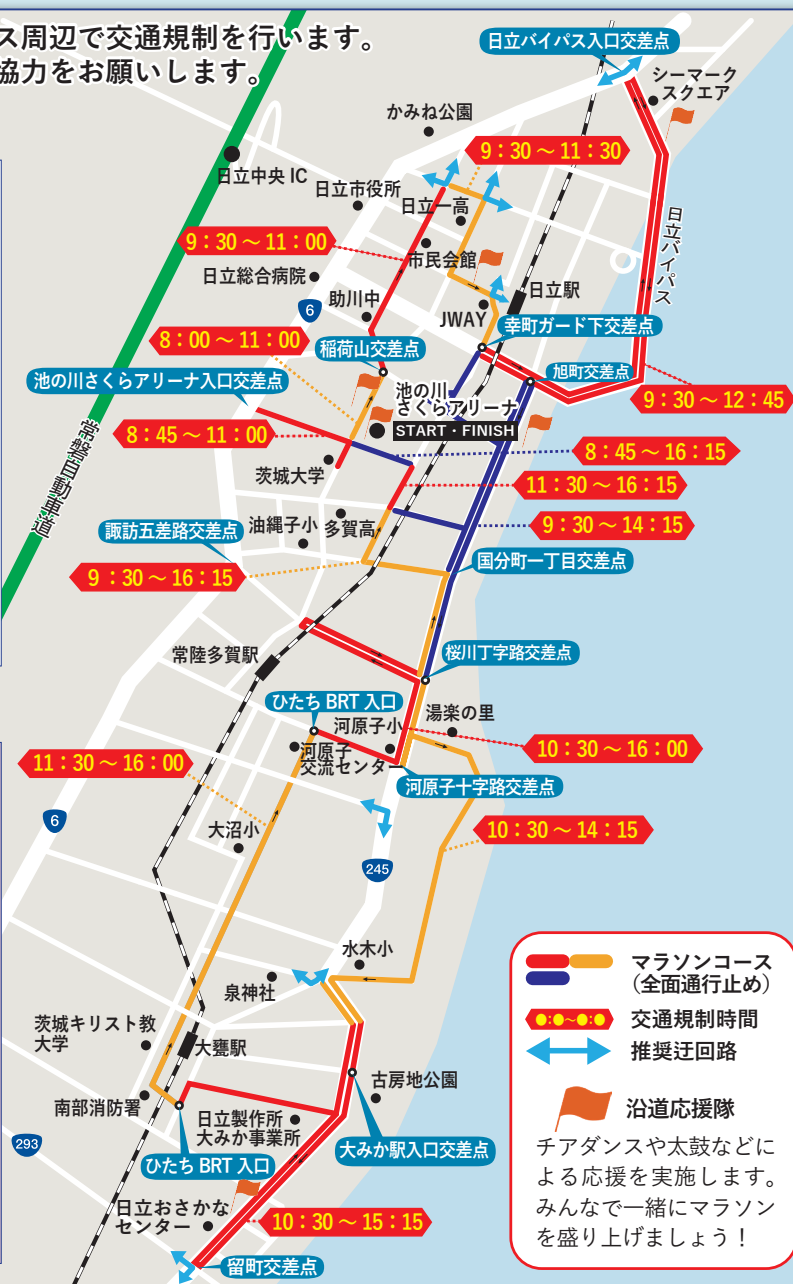 ス周辺で交通規制を行います。
協力をお願いします。
日立バイパス入口交差点
シーマーク
スクエア
かみね公園
9：30～11：30
日立中央 IC
日立市役所
日立一高
9：30～11：00
市民会館
日立バイパス
日立総合病院
日立駅
6
助川中
JWAY
幸町ガード下交差点
8：00～11：00
稲荷山交差点
旭町交差点
池の川さくらアリーナ入口交差点
池の川
さくらアリーナ
START・FINISH
9：30～12：45
8：45～11：00
8：45～16：15
常磐自動車道
茨城大学
11：30～16：15
油縄子小
多賀高
9：30～14：15
諏訪五差路交差点
国分町一丁目交差点
9：30～16：15
常陸多賀駅
桜川丁字路交差点
ひたち BRT 入口
河原子小
湯楽の里
河原子
交流センター
10：30～16：00
11：30～16：00
河原子十字路交差点
6
大沼小
10：30～14：15
245
水木小
泉神社
茨城キリスト教
大学
大甕駅
古房地公園
南部消防署
日立製作所
大みか事業所
293
ひたち BRT 入口
大みか駅入口交差点
日立おさかな
センター
10：30～15：15
留町交差点
マラソンコース
（全面通行止め）
●:●~●:●
交通規制時間
推奨迂回路
沿道応援隊
チアダンスや太鼓などに
よる応援を実施します。
みんなで一緒にマラソン
を盛り上げましょう！